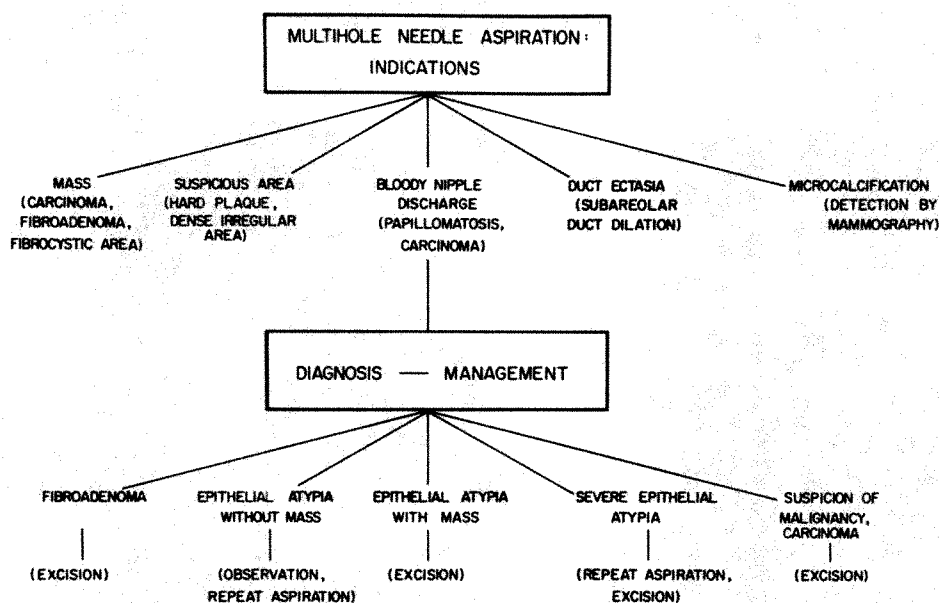 MULTIHOLE NEEDLE ASPIRATION:
INDICATIONS
MASS
(CARCINOMA,
FIBROADENOMA,
FIBROCYSTIC AREA)
SUSPICIOUS AREA
(HARD PLAQUE,
DENSE IRREGULAR
AREA)
BLOODY NIPPLE
DISCHARGE
(PAPILLOMATOSIS,
CARCINOMA)
DUCT ECTASIA
(SUBAREOLAR
DUCT DILATION)
MICROCALCIFICATION
(DETECTION BY
MAMMOGRAPHY)
DIAGNOSIS — MANAGEMENT
FIBROADENOMA
(EXCISION)
EPITHELIAL ATYPIA
WITHOUT MASS
(OBSERVATION,
REPEAT ASPIRATION)
EPITHELIAL ATYPIA
WITH MASS
(EXCISION)
SEVERE EPITHELIAL
ATYPIA
(REPEAT ASPIRATION,
EXCISION)
SUSPICION OF
MALIGNANCY,
CARCINOMA
(EXCISION)